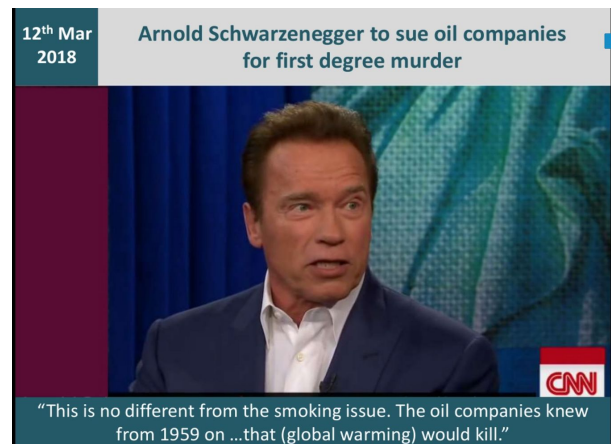 12th Mar
2018
Arnold Schwarzenegger to sue oil companies
for first degree murder
CNN
“This is no different from the smoking issue. The oil companies knew
from 1959 on ...that (global warming) would kill.”